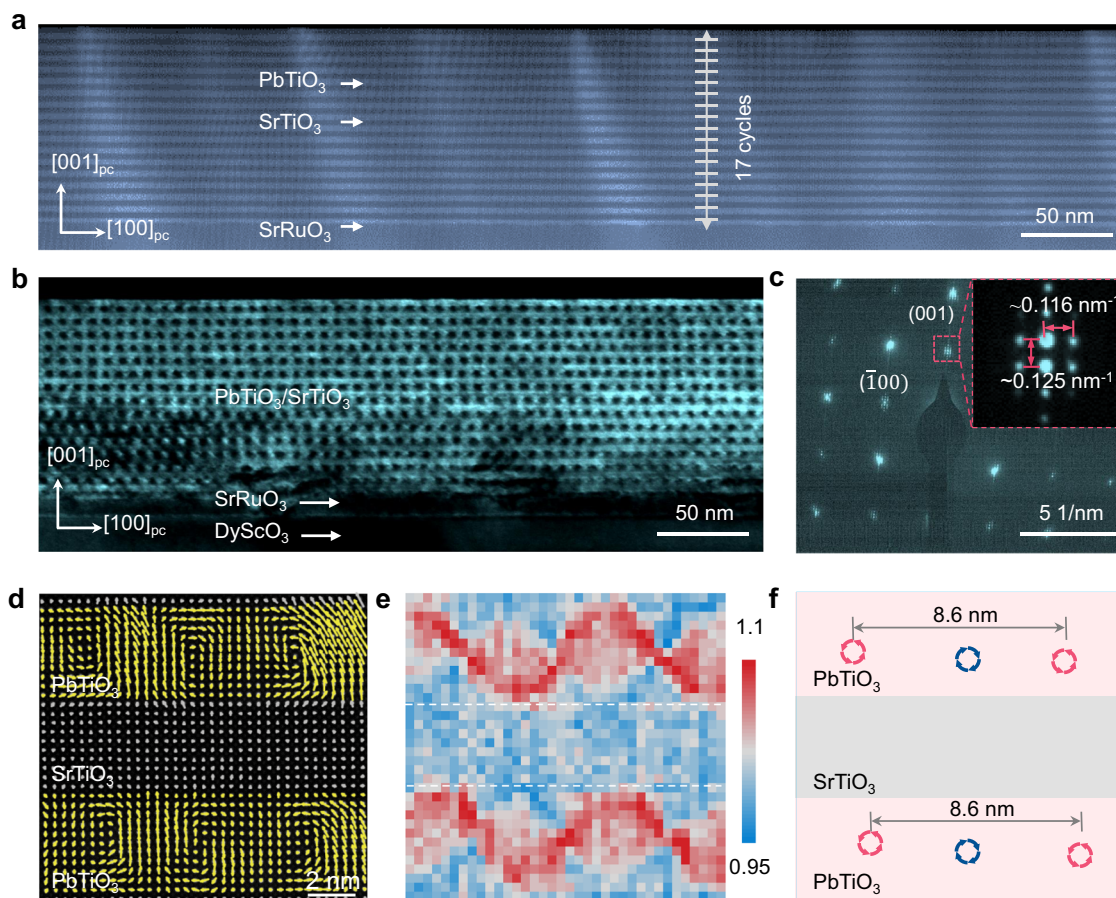 a
PbTiO₃
SrTiO₃
17 cycles
[001]pc
[100]pc
SrRuO₃
50 nm
b
PbTiO₃/SrTiO₃
[001]pc
SrRuO₃
[100]pc
DyScO₃
50 nm
c
(001)
(1̅00)
~0.116 nm⁻¹
~0.125 nm⁻¹
5 1/nm
d
PbTiO₃
SrTiO₃
PbTiO₃
2 nm
e
1.1
0.95
f
8.6 nm
PbTiO₃
SrTiO₃
8.6 nm
PbTiO₃